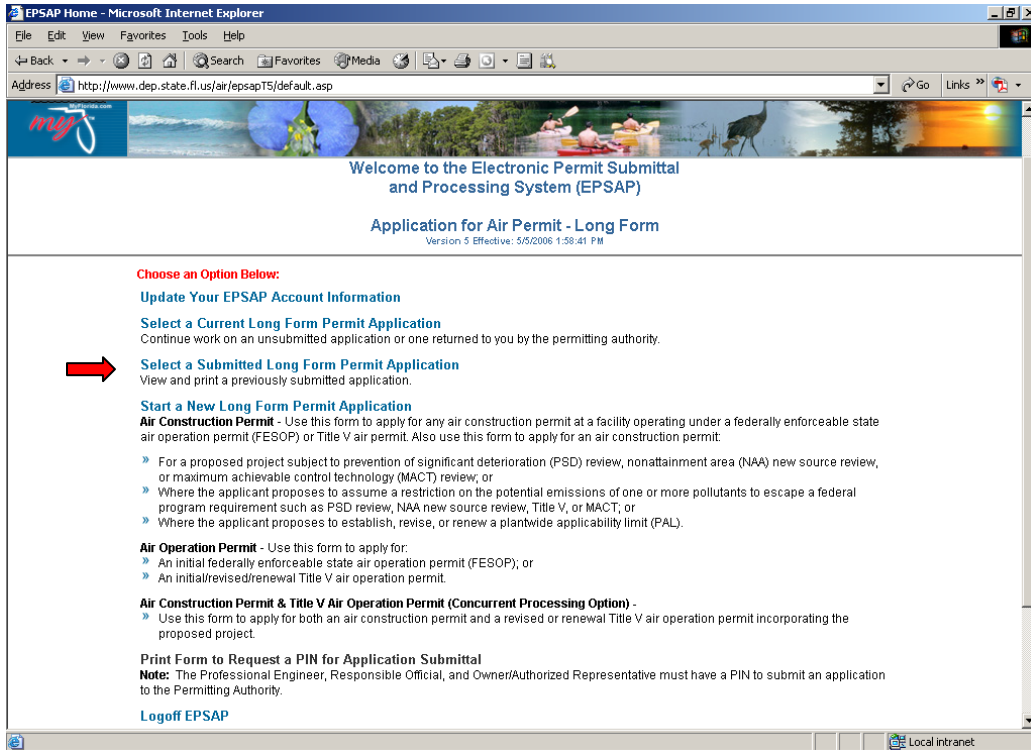 EPSAP Home - Microsoft Internet Explorer
File Edit View Favorites Tools Help
Back Search Favorites Media
Address http://www.dep.state.fl.us/air/epsapT5/default.asp Go Links »
MyFlorida.com
my
Welcome to the Electronic Permit Submittal
and Processing System (EPSAP)
Application for Air Permit - Long Form
Version 5 Effective: 5/5/2006 1:58:41 PM
Choose an Option Below:
Update Your EPSAP Account Information
Select a Current Long Form Permit Application
Continue work on an unsubmitted application or one returned to you by the permitting authority.
Select a Submitted Long Form Permit Application
View and print a previously submitted application.
Start a New Long Form Permit Application
Air Construction Permit - Use this form to apply for any air construction permit at a facility operating under a federally enforceable state
air operation permit (FESOP) or Title V air permit. Also use this form to apply for an air construction permit:
» For a proposed project subject to prevention of significant deterioration (PSD) review, nonattainment area (NAA) new source review,
or maximum achievable control technology (MACT) review; or
» Where the applicant proposes to assume a restriction on the potential emissions of one or more pollutants to escape a federal
program requirement such as PSD review, NAA new source review, Title V, or MACT; or
» Where the applicant proposes to establish, revise, or renew a plantwide applicability limit (PAL).
Air Operation Permit - Use this form to apply for:
» An initial federally enforceable state air operation permit (FESOP); or
» An initial/revised/renewal Title V air operation permit.
Air Construction Permit & Title V Air Operation Permit (Concurrent Processing Option) -
» Use this form to apply for both an air construction permit and a revised or renewal Title V air operation permit incorporating the
proposed project.
Print Form to Request a PIN for Application Submittal
Note: The Professional Engineer, Responsible Official, and Owner/Authorized Representative must have a PIN to submit an application
to the Permitting Authority.
Logoff EPSAP
Local intranet